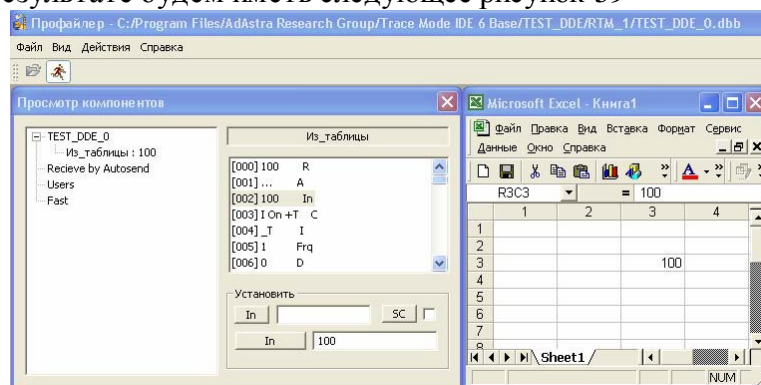 результате будем иметь следующее рисунок 39
Профайлер - C:/Program Files/AdAstra Research Group/Trace Mode IDE 6 Base/TEST_DDE/RTM_1/TEST_DDE_0.dbb
Файл Вид Действия Справка
Просмотр компонентов
TEST_DDE_0
Из_таблицы : 100
Recieve by Autosend
Users
Fast
Из_таблицы
[000] 100 R
[001] ... A
[002] 100 In
[003] I On +T C
[004] _T I
[005] 1 Frq
[006] 0 D
Установить
In SC
In 100
Microsoft Excel - Книга1
Файл Правка Вид Вставка Формат Сервис
Данные Окно Справка
R3C3 = 100
1 2 3 4
1
2
3 100
4
5
6
7
8
Sheet1
NUM